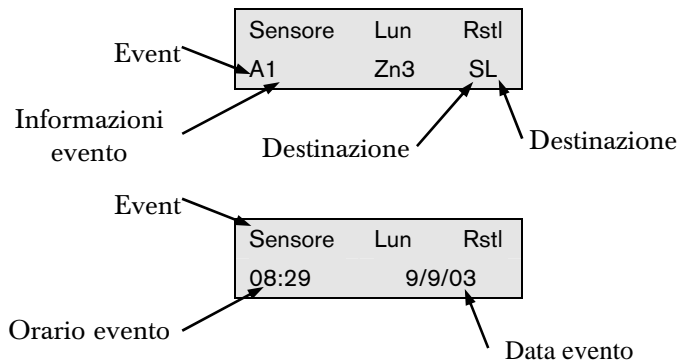 Sensore Lun Rstl
Event
A1 Zn3 SL
Informazioni
evento
Destinazione
Destinazione
Event
Sensore Lun Rstl
08:29 9/9/03
Orario evento
Data evento